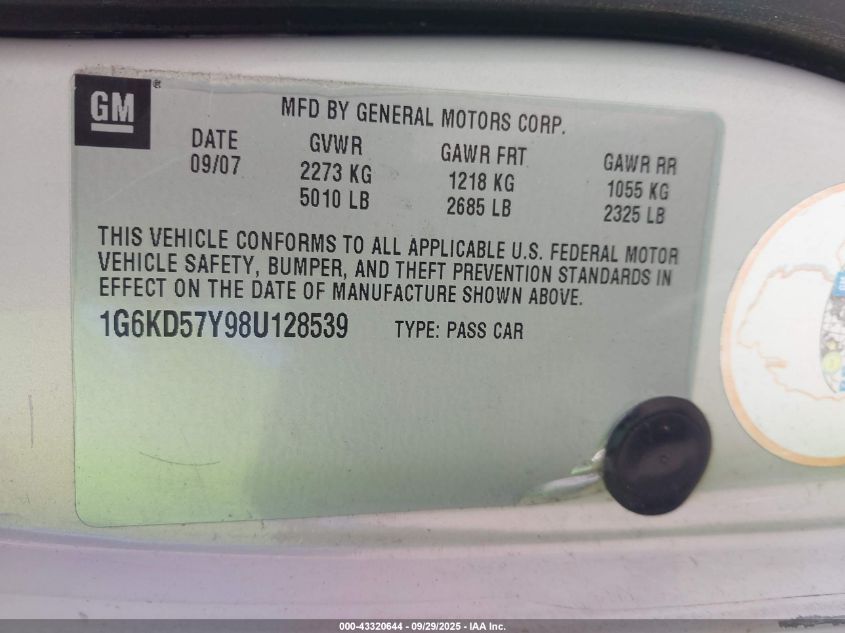 GM ®
MFD BY GENERAL MOTORS CORP.
DATE GVWR GAWR FRT GAWR RR
09/07 2273 KG 1218 KG 1055 KG
5010 LB 2685 LB 2325 LB
THIS VEHICLE CONFORMS TO ALL APPLICABLE U.S. FEDERAL MOTOR
VEHICLE SAFETY, BUMPER, AND THEFT PREVENTION STANDARDS IN
EFFECT ON THE DATE OF MANUFACTURE SHOWN ABOVE.
1G6KD57Y98U128539 TYPE: PASS CAR
000-43320644 - 09/29/2025 - IAA Inc.